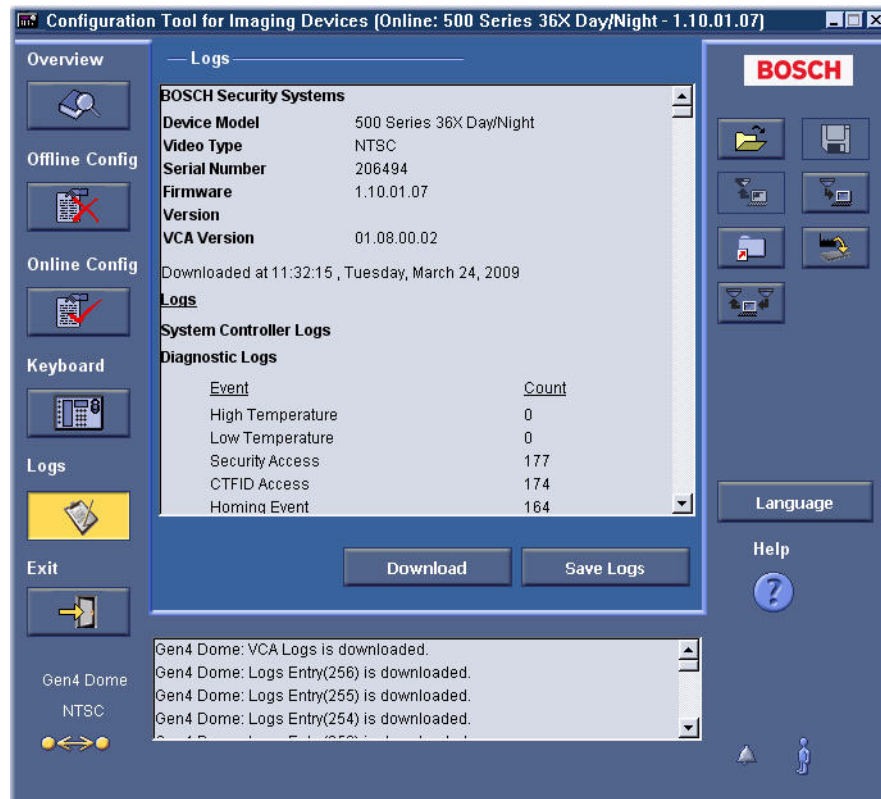 Configuration Tool for Imaging Devices (Online: 500 Series 36X Day/Night - 1.10.01.07)
Overview
Offline Config
Online Config
Keyboard
Logs
Exit
Gen4 Dome
NTSC
Logs
BOSCH Security Systems
Device Model 500 Series 36X Day/Night
Video Type NTSC
Serial Number 206494
Firmware 1.10.01.07
Version
VCA Version 01.08.00.02
Downloaded at 11:32:15 , Tuesday, March 24, 2009
Logs
System Controller Logs
Diagnostic Logs
Event Count
High Temperature 0
Low Temperature 0
Security Access 177
CTFID Access 174
Homing Event 164
Download Save Logs
Gen4 Dome: VCA Logs is downloaded.
Gen4 Dome: Logs Entry(256) is downloaded.
Gen4 Dome: Logs Entry(255) is downloaded.
Gen4 Dome: Logs Entry(254) is downloaded.
BOSCH
Language
Help
?